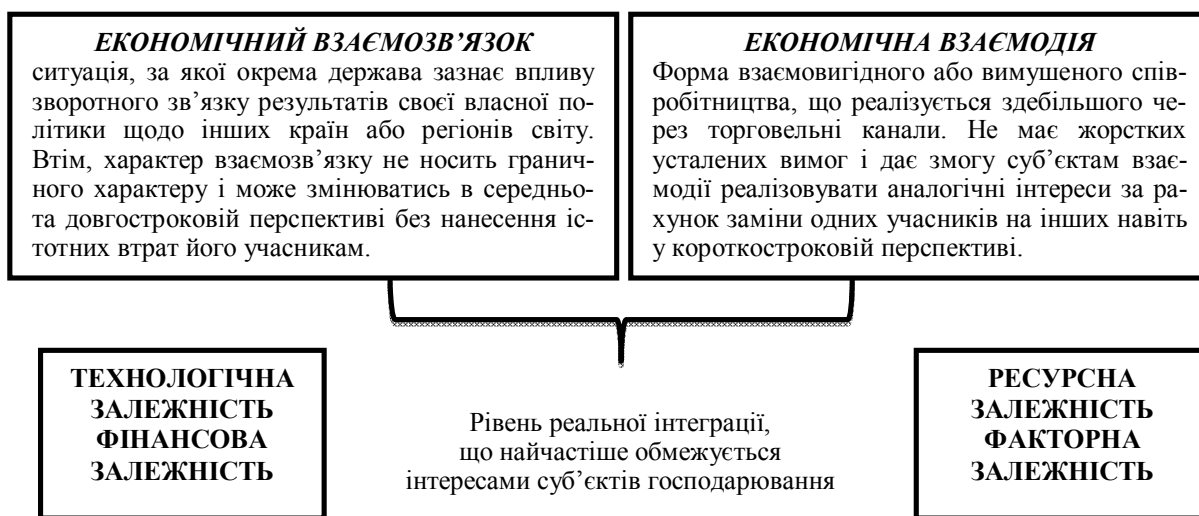 ЕКОНОМІЧНИЙ ВЗАЄМОЗВ’ЯЗОК
ситуація, за якої окрема держава зазнає впливу
зворотного зв’язку результатів своєї власної по-
літики щодо інших країн або регіонів світу.
Втім, характер взаємозв’язку не носить гранич-
ного характеру і може змінюватись в середньо-
та довгостроковій перспективі без нанесення іс-
тотних втрат його учасникам.
ЕКОНОМІЧНА ВЗАЄМОДІЯ
Форма взаємовигідного або вимушеного спів-
робітництва, що реалізується здебільшого че-
рез торговельні канали. Не має жорстких
усталених вимог і дає змогу суб’єктам взає-
модії реалізовувати аналогічні інтереси за ра-
хунок заміни одних учасників на інших навіть
у короткостроковій перспективі.
ТЕХНОЛОГІЧНА
ЗАЛЕЖНІСТЬ
ФІНАНСОВА
ЗАЛЕЖНІСТЬ
Рівень реальної інтеграції,
що найчастіше обмежується
інтересами суб’єктів господарювання
РЕСУРСНА
ЗАЛЕЖНІСТЬ
ФАКТОРНА
ЗАЛЕЖНІСТЬ